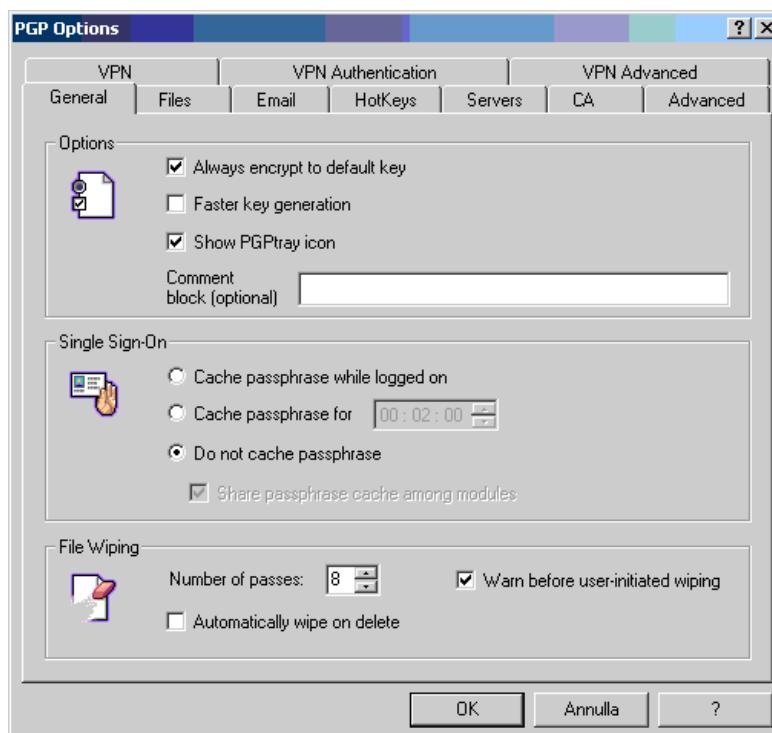 PGP Options
VPN VPN Authentication VPN Advanced
General Files Email HotKeys Servers CA Advanced
Options
Always encrypt to default key
Faster key generation
Show PGPtray icon
Comment
block (optional)
Single Sign-On
Cache passphrase while logged on
Cache passphrase for 00 : 02 : 00
Do not cache passphrase
Share passphrase cache among modules
File Wiping
Number of passes: 8 Warn before user-initiated wiping
Automatically wipe on delete
OK Annulla ?